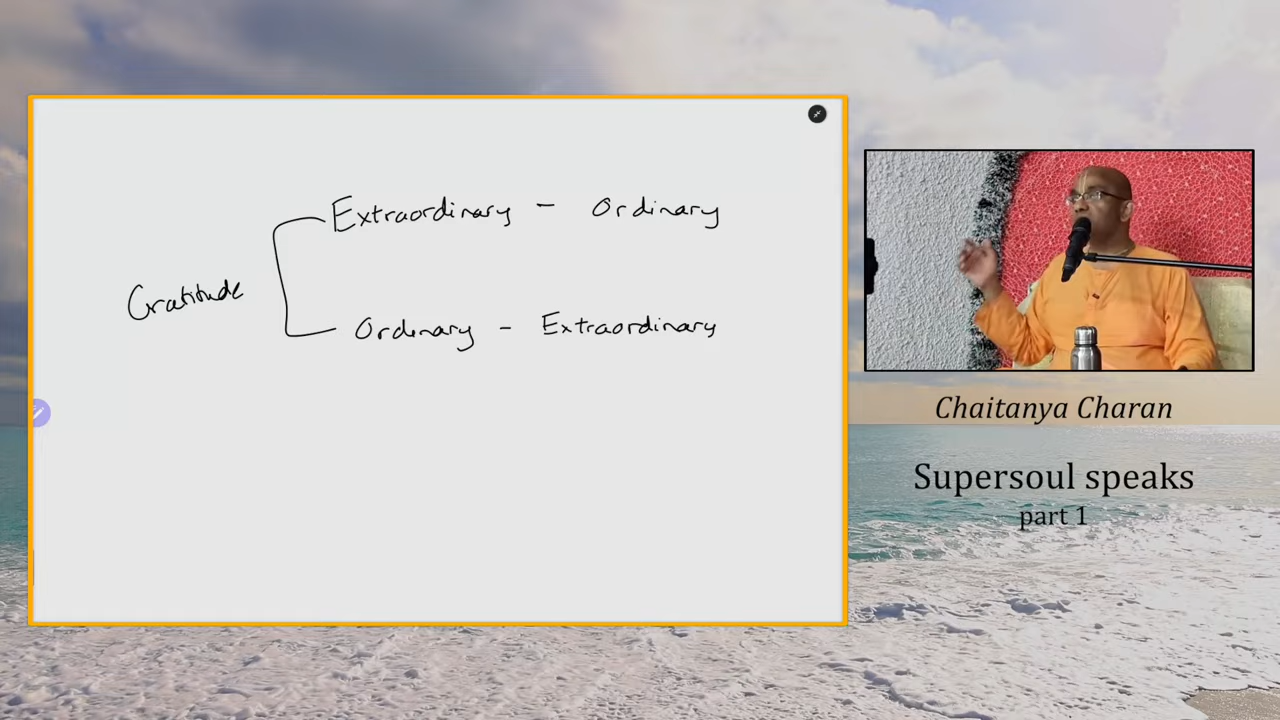 Extraordinary - Ordinary
Gratitude
Ordinary - Extraordinary
Chaitanya Charan
Supersoul speaks
part 1